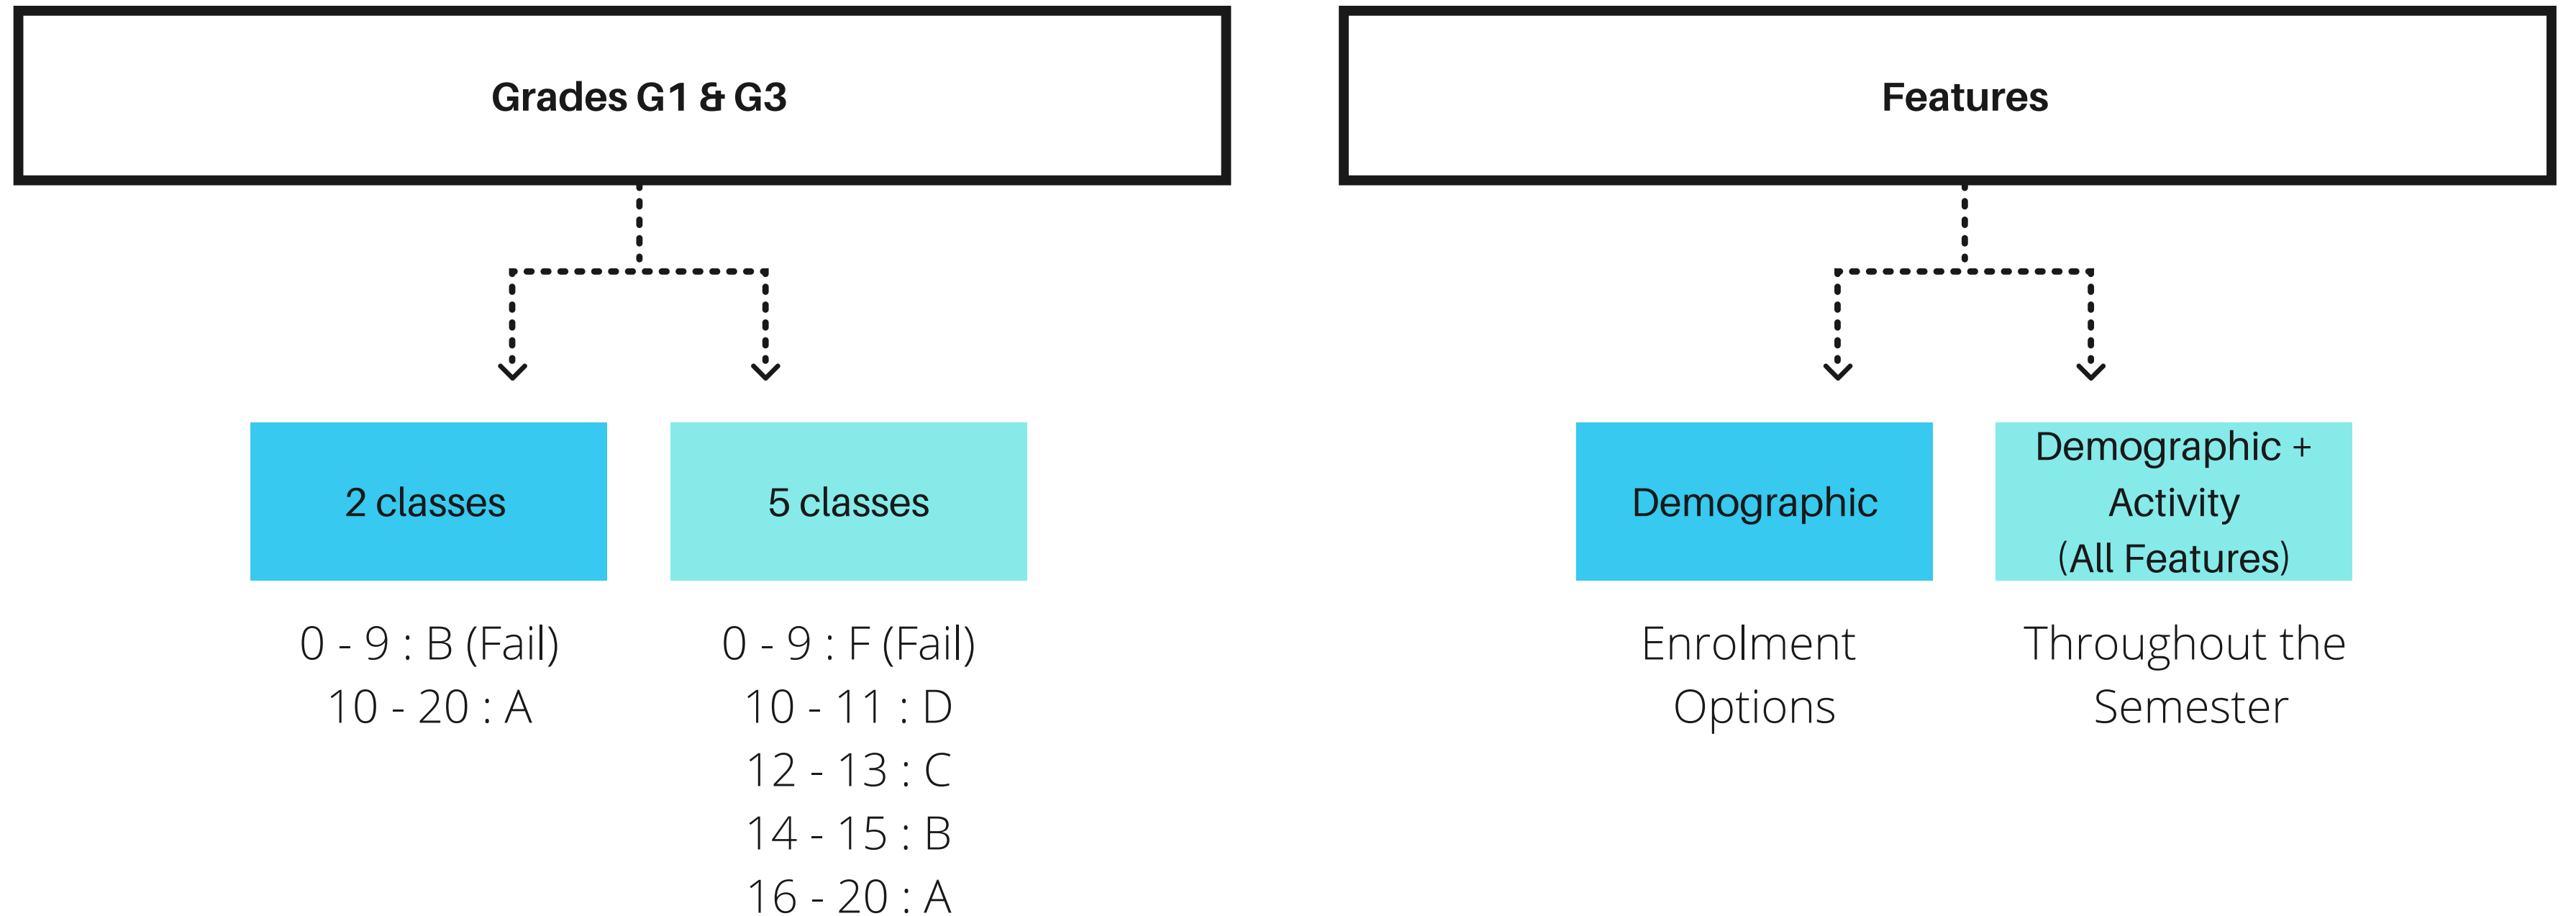 Grades G1 & G3
2 classes
0 - 9 : B (Fail)
10 - 20 : A
5 classes
0 - 9 : F (Fail)
10 - 11 : D
12 - 13 : C
14 - 15 : B
16 - 20 : A
Features
Demographic
Enrolment
Options
Demographic +
Activity
(All Features)
Throughout the
Semester